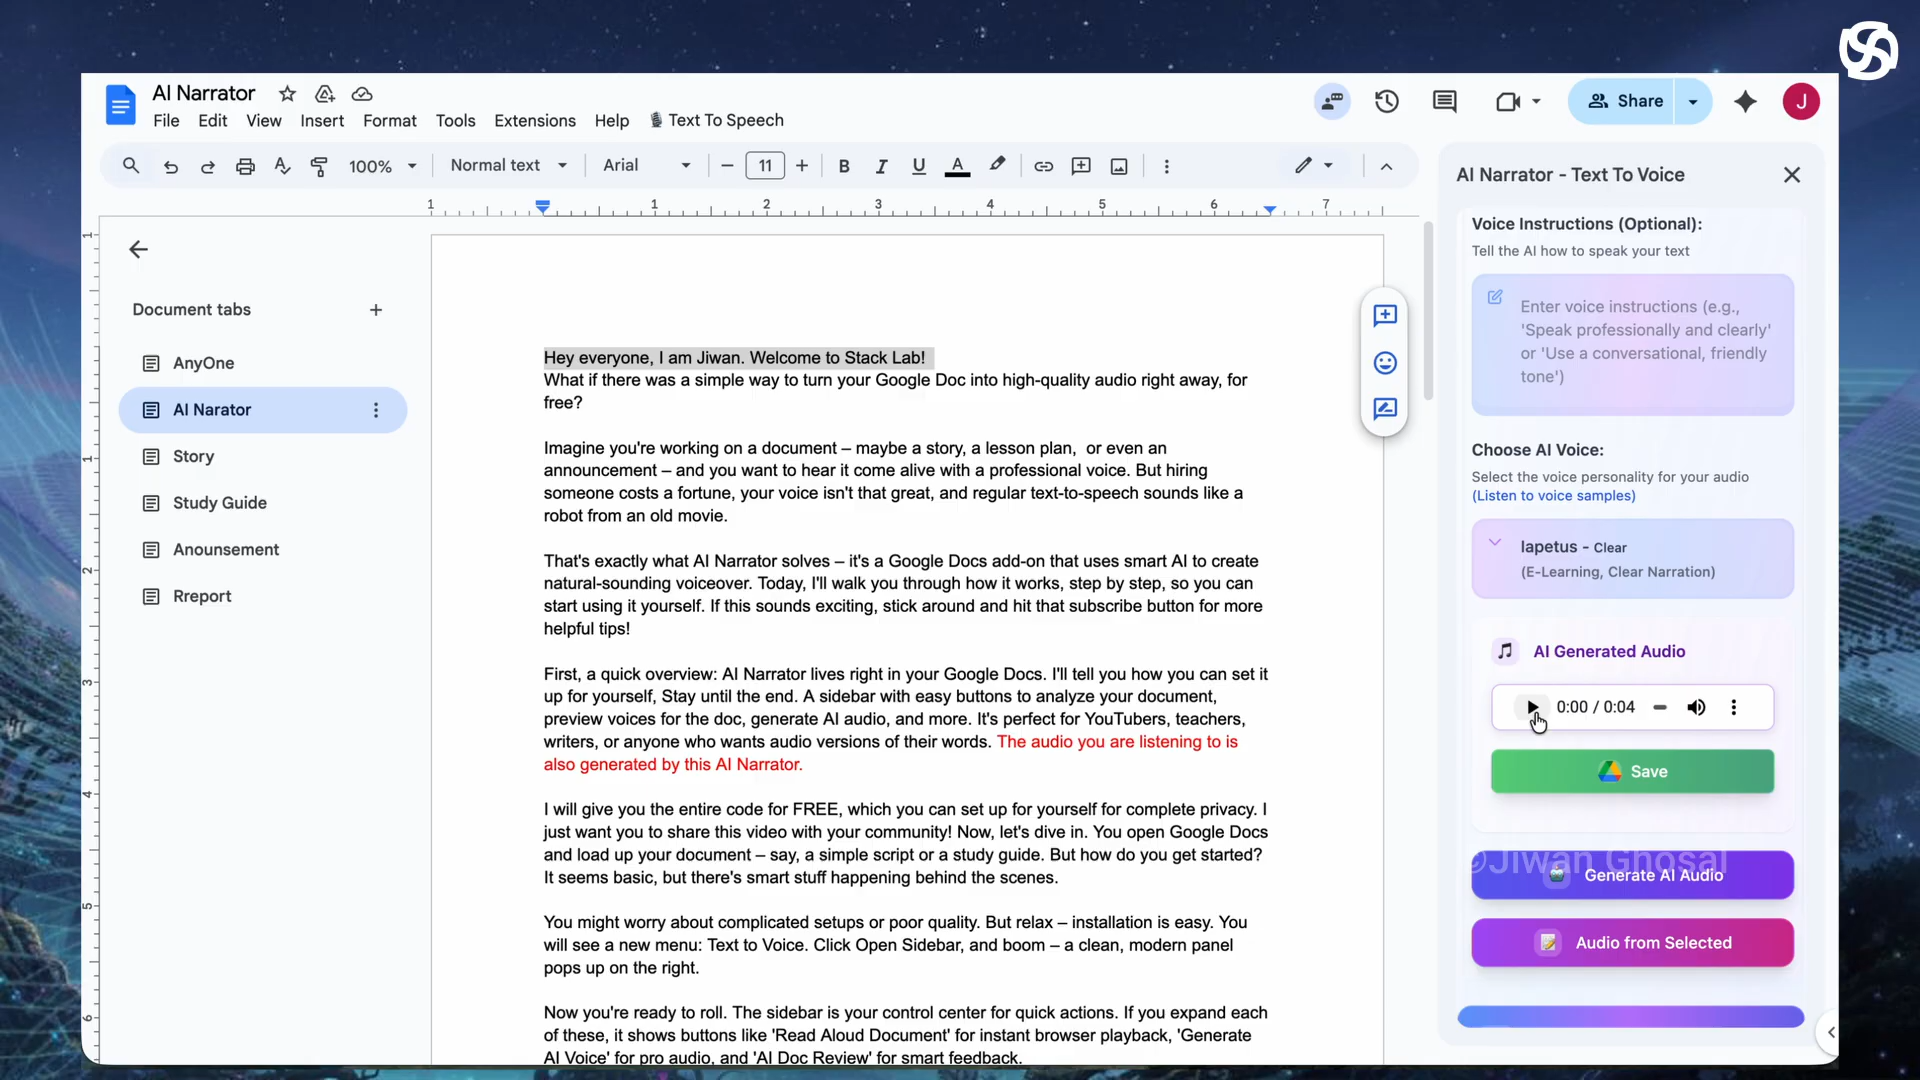 AI Narrator
File Edit View Insert Format Tools Extensions Help Text To Speech
Share
J
100% Normal text Arial 11
1 1 2 3 4 5 6 7
Document tabs
AnyOne
AI Narator
Story
Study Guide
Anounsement
Rreport
1
1
2
3
4
5
6
Hey everyone, I am Jiwan. Welcome to Stack Lab!
What if there was a simple way to turn your Google Doc into high-quality audio right away, for
free?
Imagine you're working on a document – maybe a story, a lesson plan, or even an
announcement – and you want to hear it come alive with a professional voice. But hiring
someone costs a fortune, your voice isn't that great, and regular text-to-speech sounds like a
robot from an old movie.
That's exactly what AI Narrator solves – it's a Google Docs add-on that uses smart AI to create
natural-sounding voiceover. Today, I'll walk you through how it works, step by step, so you can
start using it yourself. If this sounds exciting, stick around and hit that subscribe button for more
helpful tips!
First, a quick overview: AI Narrator lives right in your Google Docs. I'll tell you how you can set it
up for yourself, Stay until the end. A sidebar with easy buttons to analyze your document,
preview voices for the doc, generate AI audio, and more. It's perfect for YouTubers, teachers,
writers, or anyone who wants audio versions of their words. The audio you are listening to is
also generated by this AI Narrator.
I will give you the entire code for FREE, which you can set up for yourself for complete privacy. I
just want you to share this video with your community! Now, let's dive in. You open Google Docs
and load up your document – say, a simple script or a study guide. But how do you get started?
It seems basic, but there's smart stuff happening behind the scenes.
You might worry about complicated setups or poor quality. But relax – installation is easy. You
will see a new menu: Text to Voice. Click Open Sidebar, and boom – a clean, modern panel
pops up on the right.
Now you're ready to roll. The sidebar is your control center for quick actions. If you expand each
of these, it shows buttons like 'Read Aloud Document' for instant browser playback, 'Generate
AI Voice' for pro audio, and 'AI Doc Review' for smart feedback.
AI Narrator - Text To Voice
Voice Instructions (Optional):
Tell the AI how to speak your text
Enter voice instructions (e.g.,
'Speak professionally and clearly'
or 'Use a conversational, friendly
tone')
Choose AI Voice:
Select the voice personality for your audio
(Listen to voice samples)
Iapetus - Clear
(E-Learning, Clear Narration)
AI Generated Audio
0:00 / 0:04
Save
©Jiwan Ghosal
Generate AI Audio
Audio from Selected